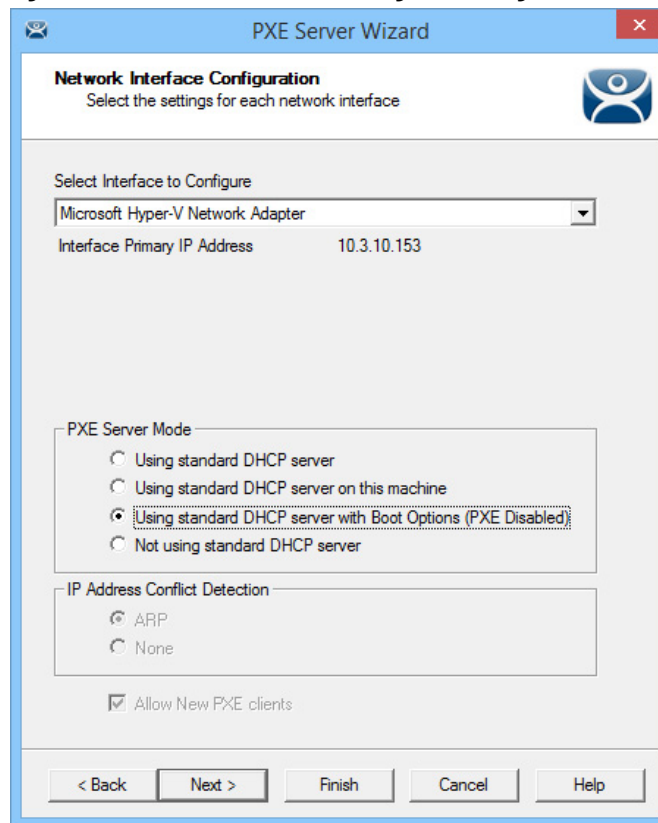 PXE Server Wizard
Network Interface Configuration
Select the settings for each network interface
Select Interface to Configure
Microsoft Hyper-V Network Adapter
Interface Primary IP Address 10.3.10.153
PXE Server Mode
Using standard DHCP server
Using standard DHCP server on this machine
Using standard DHCP server with Boot Options (PXE Disabled)
Not using standard DHCP server
IP Address Conflict Detection
ARP
None
Allow New PXE clients
< Back Next > Finish Cancel Help